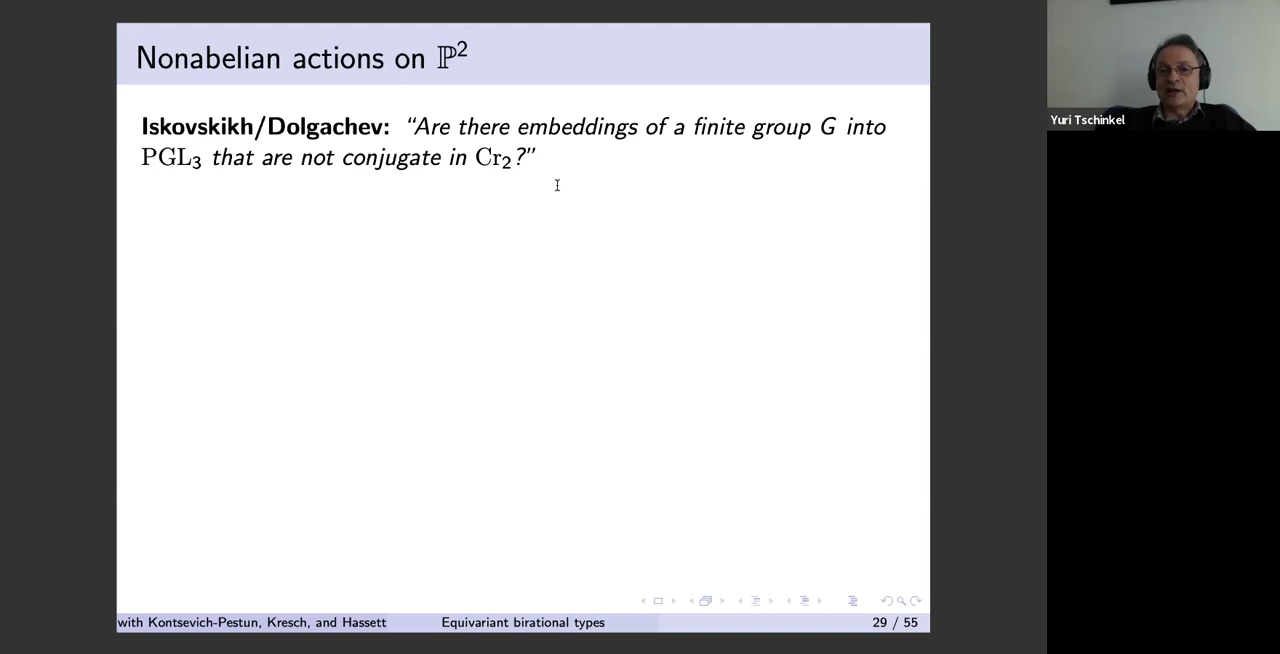 Nonabelian actions on ℙ²
Iskovskikh/Dolgachev: “Are there embeddings of a finite group G into
PGL₃ that are not conjugate in Cr₂?”
Yuri Tschinkel
with Kontsevich-Pestun, Kresch, and Hassett Equivariant birational types 29 / 55